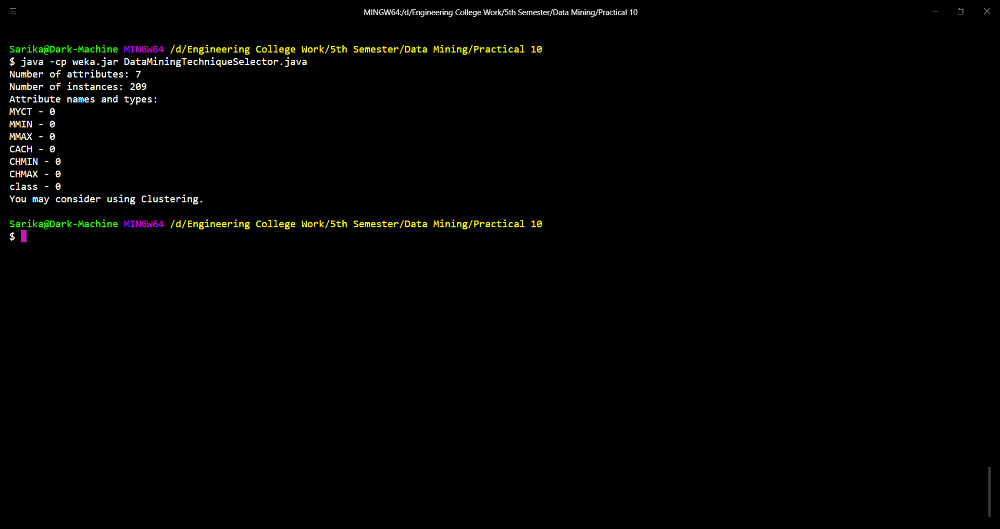 MINGW64:/d/Engineering College Work/5th Semester/Data Mining/Practical 10
Sarika@Dark-Machine MINGW64 /d/Engineering College Work/5th Semester/Data Mining/Practical 10
$ java -cp weka.jar DataMiningTechniqueSelector.java
Number of attributes: 7
Number of instances: 209
Attribute names and types:
MYCT - 0
MMIN - 0
MMAX - 0
CACH - 0
CHMIN - 0
CHMAX - 0
class - 0
You may consider using Clustering.
Sarika@Dark-Machine MINGW64 /d/Engineering College Work/5th Semester/Data Mining/Practical 10
$